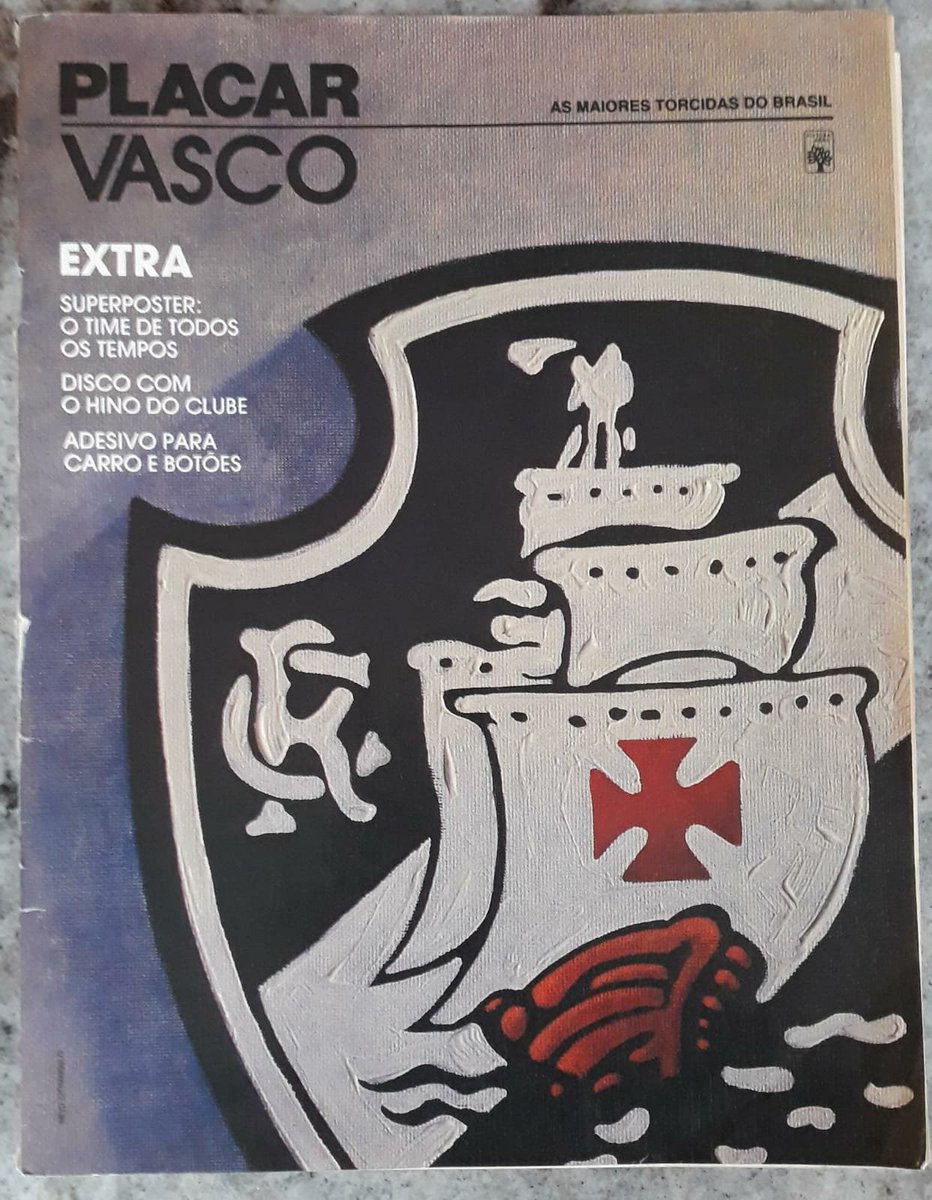 PLACAR
AS MAIORES TORCIDAS DO BRASIL
VASCO
EXTRA
SUPERPOSTER:
O TIME DE TODOS
OS TEMPOS
DISCO COM
O HINO DO CLUBE
ADESIVO PARA
CARRO E BOTÕES